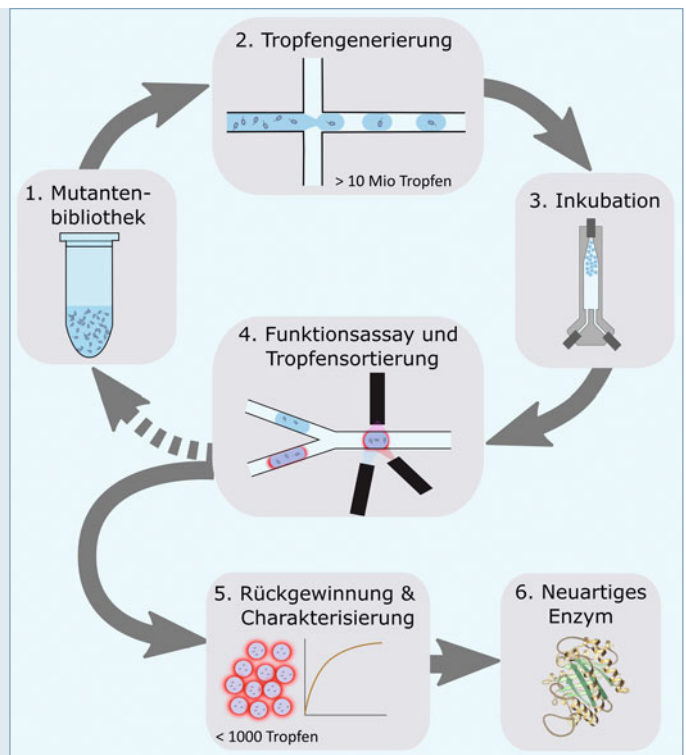 2. Tropfengenerierung
> 10 Mio Tropfen
1. Mutanten-
bibliothek
3. Inkubation
4. Funktionsassay und
Tropfensortierung
5. Rückgewinnung &
Charakterisierung
< 1000 Tropfen
6. Neuartiges
Enzym